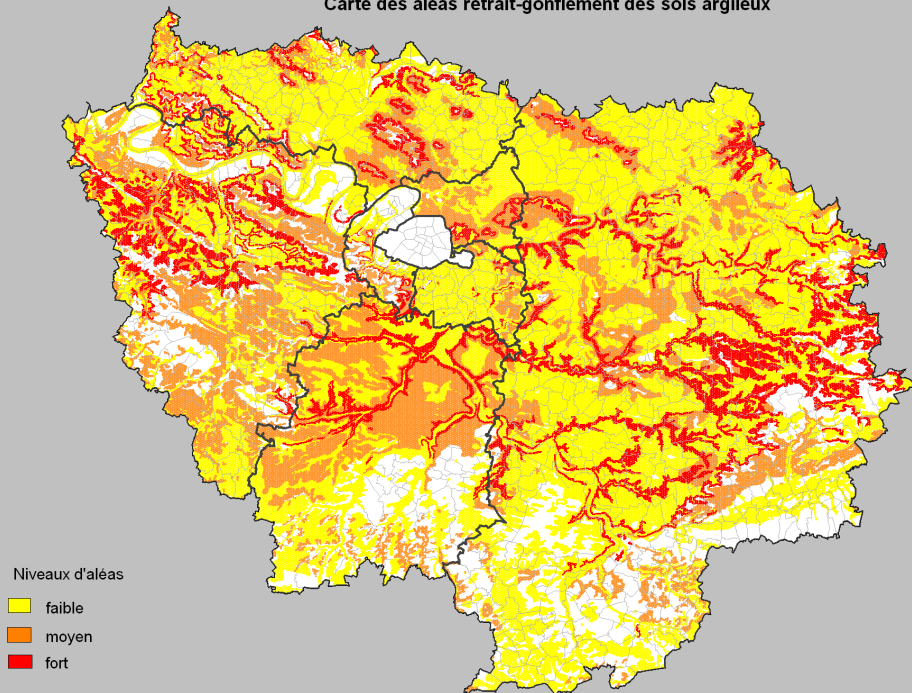 Carte des aléas retrait-gonflement des sols argileux
Niveaux d'aléas
faible
moyen
fort